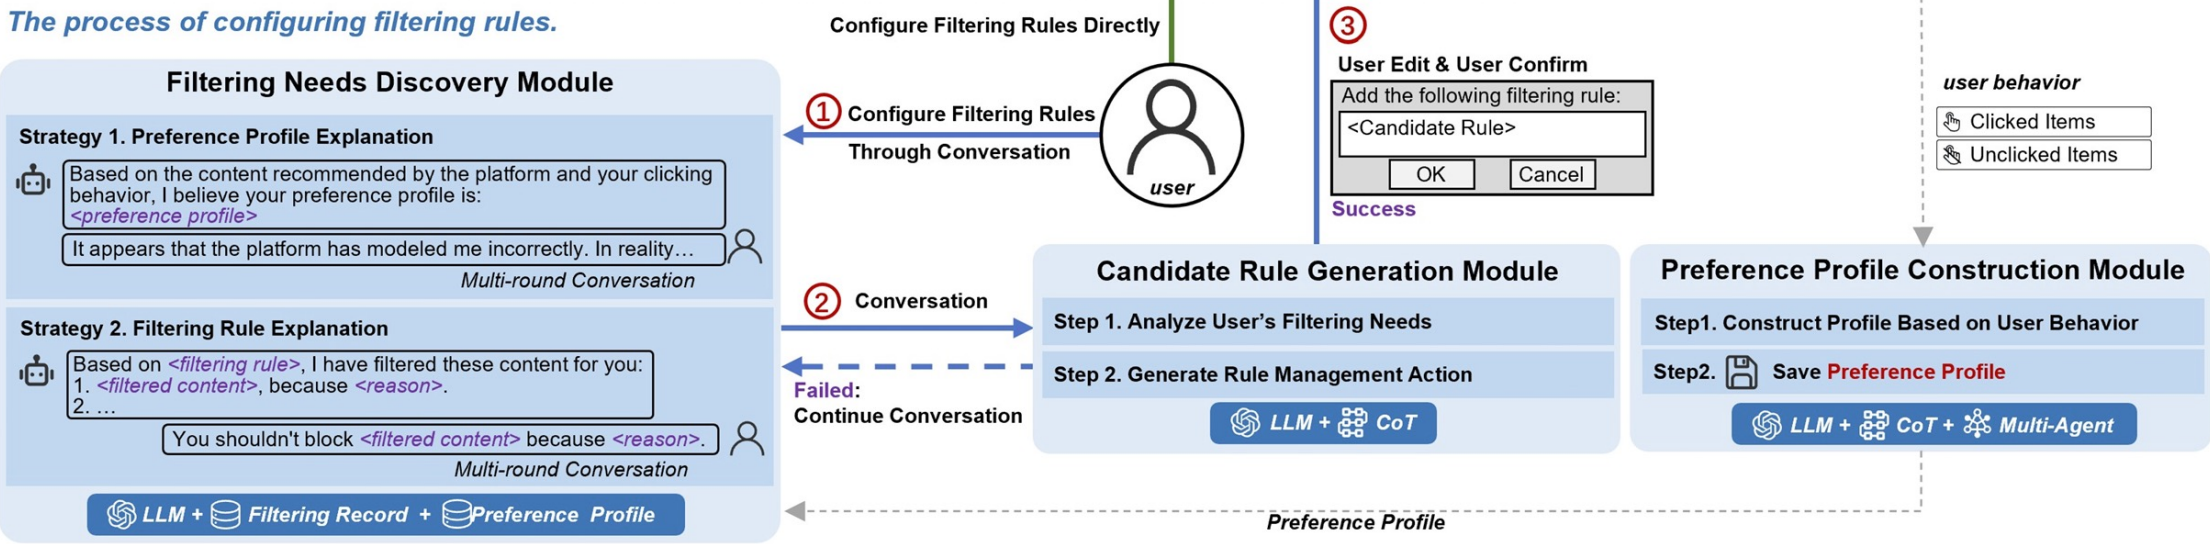 The process of configuring filtering rules.
Filtering Needs Discovery Module
Strategy 1. Preference Profile Explanation
Based on the content recommended by the platform and your clicking
behavior, I believe your preference profile is:
<preference profile>
It appears that the platform has modeled me incorrectly. In reality…
Multi-round Conversation
Strategy 2. Filtering Rule Explanation
Based on <filtering rule>, I have filtered these content for you:
1. <filtered content>, because <reason>.
2. …
You shouldn't block <filtered content> because <reason>.
Multi-round Conversation
LLM + Filtering Record + Preference Profile
Configure Filtering Rules Directly
1 Configure Filtering Rules
Through Conversation
user
2 Conversation
Failed:
Continue Conversation
3
User Edit & User Confirm
Add the following filtering rule:
<Candidate Rule>
OK Cancel
Success
Candidate Rule Generation Module
Step 1. Analyze User’s Filtering Needs
Step 2. Generate Rule Management Action
LLM + CoT
user behavior
Clicked Items
Unclicked Items
Preference Profile Construction Module
Step1. Construct Profile Based on User Behavior
Step2. Save Preference Profile
LLM + CoT + Multi-Agent
Preference Profile